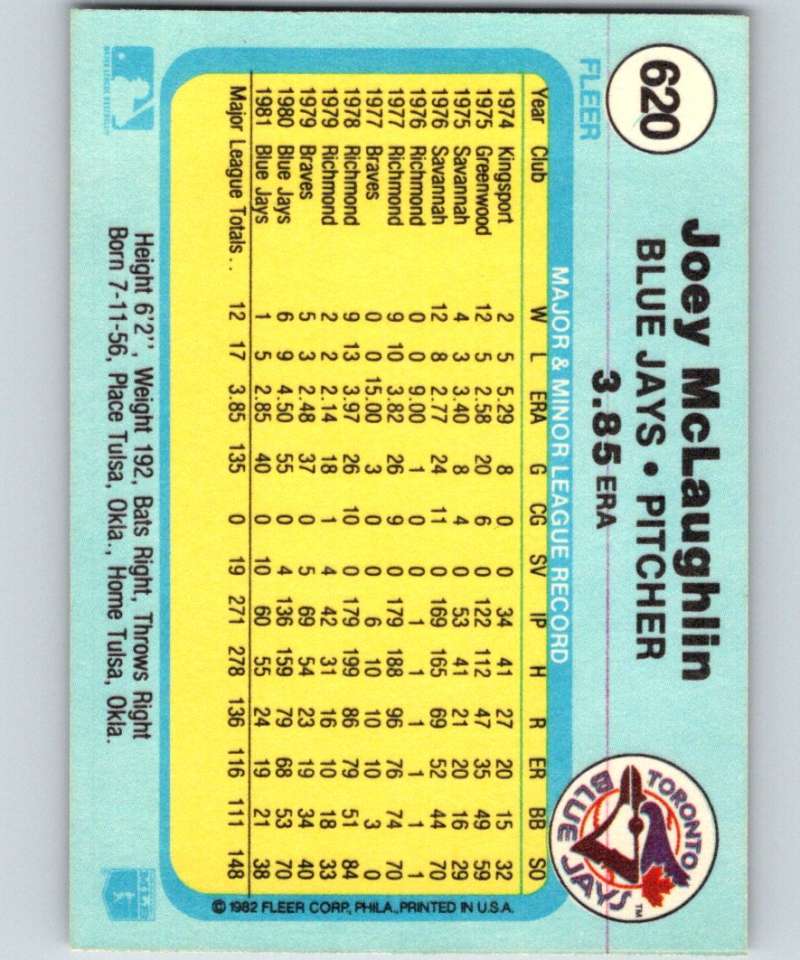 620
FLEER
Joey McLaughlin
BLUE JAYS • PITCHER
3.85 ERA
TORONTO
BLUE JAYS
TM
MAJOR & MINOR LEAGUE RECORD
Year Club W L ERA G CG SV IP H R ER BB SO
1974 Kingsport 2 5 5.29 8 0 0 34 41 27 20 15 32
1975 Greenwood 12 5 2.58 20 6 0 122 112 47 35 49 59
1975 Savannah 4 3 3.40 8 4 0 53 41 21 20 16 29
1976 Savannah 12 8 2.77 24 11 0 169 165 69 52 44 70
1976 Richmond 0 0 9.00 1 0 0 1 1 1 1 1 1
1977 Richmond 9 10 3.82 26 9 0 179 188 96 76 74 70
1977 Braves 0 0 15.00 3 0 0 6 10 10 10 3 0
1978 Richmond 9 13 3.97 26 10 0 179 199 86 79 51 84
1979 Richmond 2 2 2.14 18 1 4 42 31 16 10 18 33
1979 Braves 5 3 2.48 37 0 5 69 54 23 19 34 40
1980 Blue Jays 6 9 4.50 55 0 4 136 159 79 68 53 70
1981 Blue Jays 1 5 2.85 40 0 10 60 55 24 19 21 38
Major League Totals . . 12 17 3.85 135 0 19 271 278 136 116 111 148
© 1982 FLEER CORP., PHILA., PRINTED IN U.S.A.
Height 6'2'', Weight 192, Bats Right, Throws Right
Born 7-11-56, Place Tulsa, Okla., Home Tulsa, Okla.